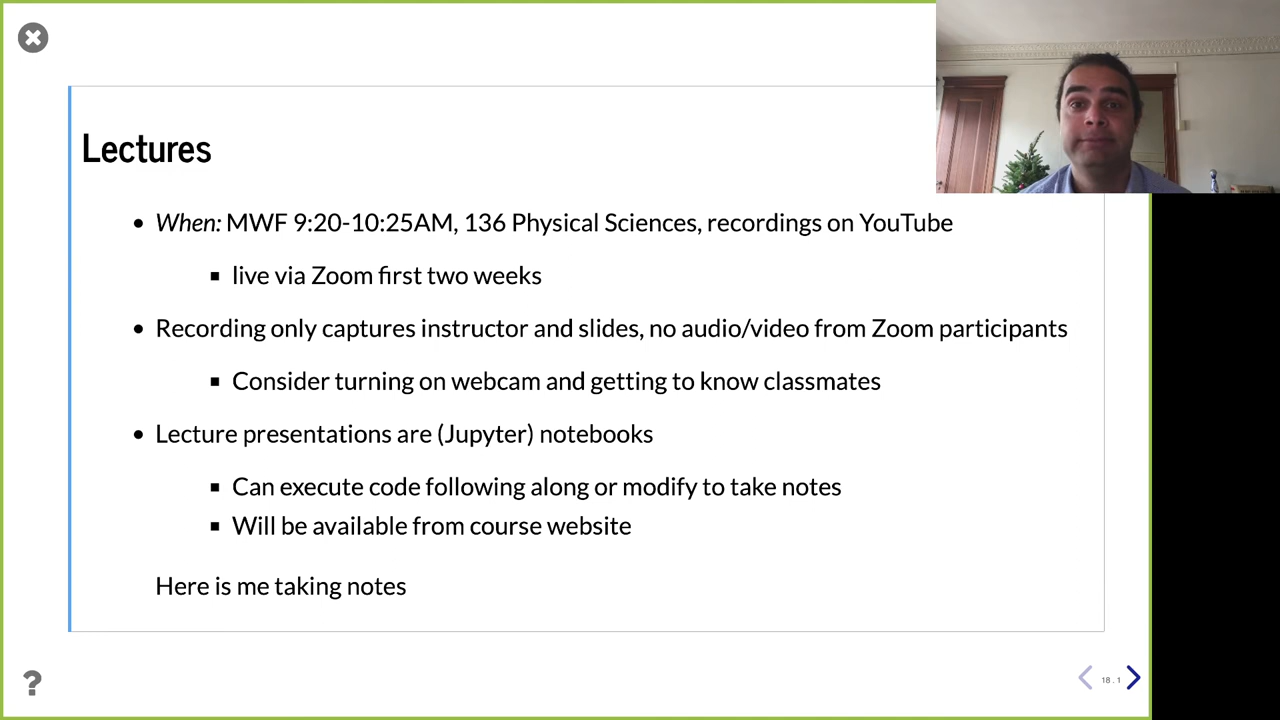 Lectures
When: MWF 9:20-10:25AM, 136 Physical Sciences, recordings on YouTube
live via Zoom first two weeks
Recording only captures instructor and slides, no audio/video from Zoom participants
Consider turning on webcam and getting to know classmates
Lecture presentations are (Jupyter) notebooks
Can execute code following along or modify to take notes
Will be available from course website
Here is me taking notes
?
18 . 1